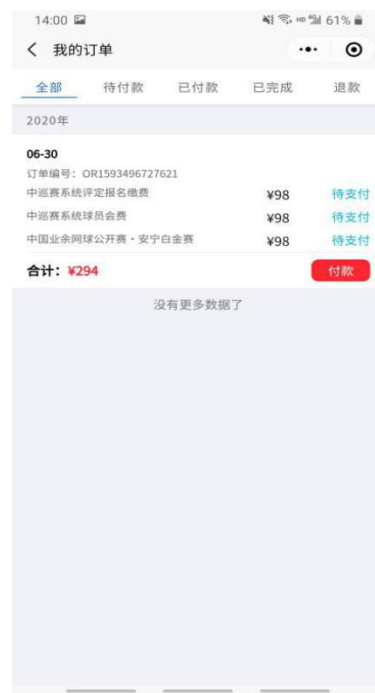 14:00 HD 5G 61%
我的订单
全部 待付款 已付款 已完成 退款
2020年
06-30
订单编号: OR1593496727621
中巡赛系统评定报名缴费 ¥98 待支付
中巡赛系统球员会费 ¥98 待支付
中国业余网球公开赛·安宁白金赛 ¥98 待支付
合计: ¥294 付款
没有更多数据了